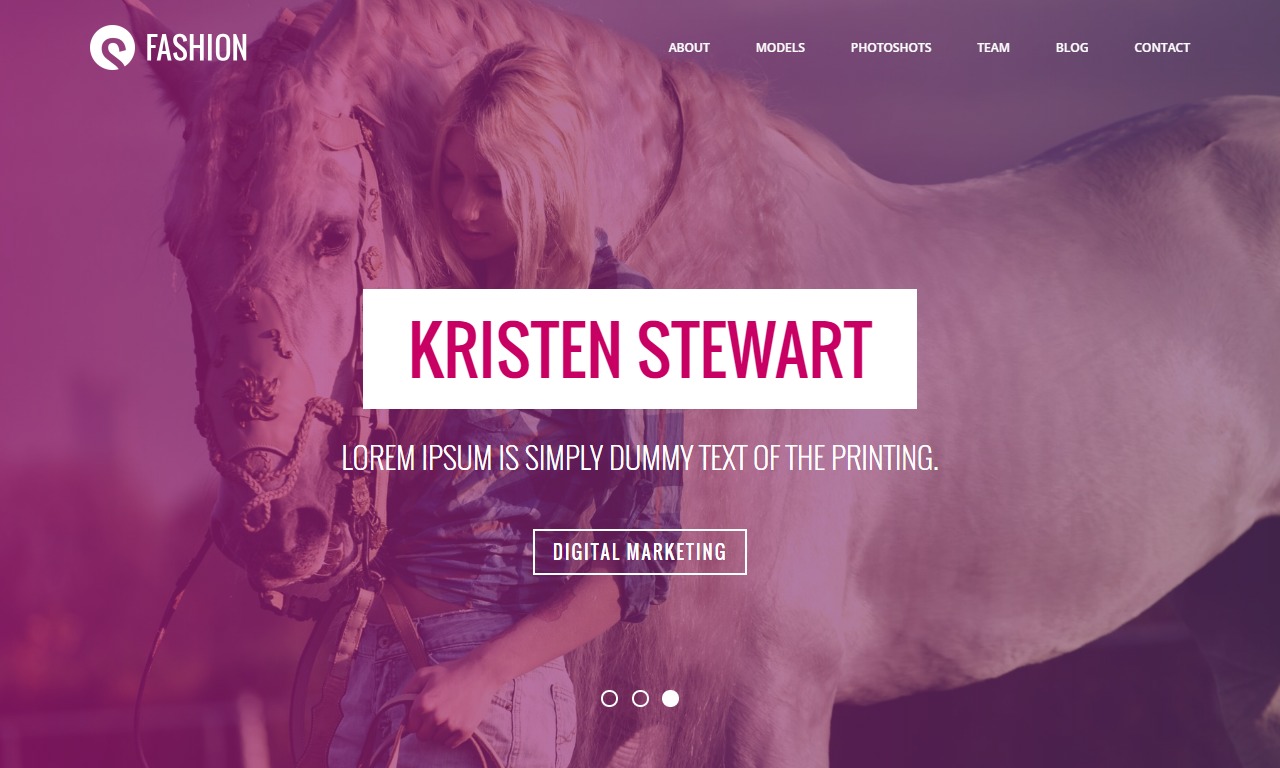 FASHION
ABOUT MODELS PHOTOSHOTS TEAM BLOG CONTACT
KRISTEN STEWART
LOREM IPSUM IS SIMPLY DUMMY TEXT OF THE PRINTING.
DIGITAL MARKETING